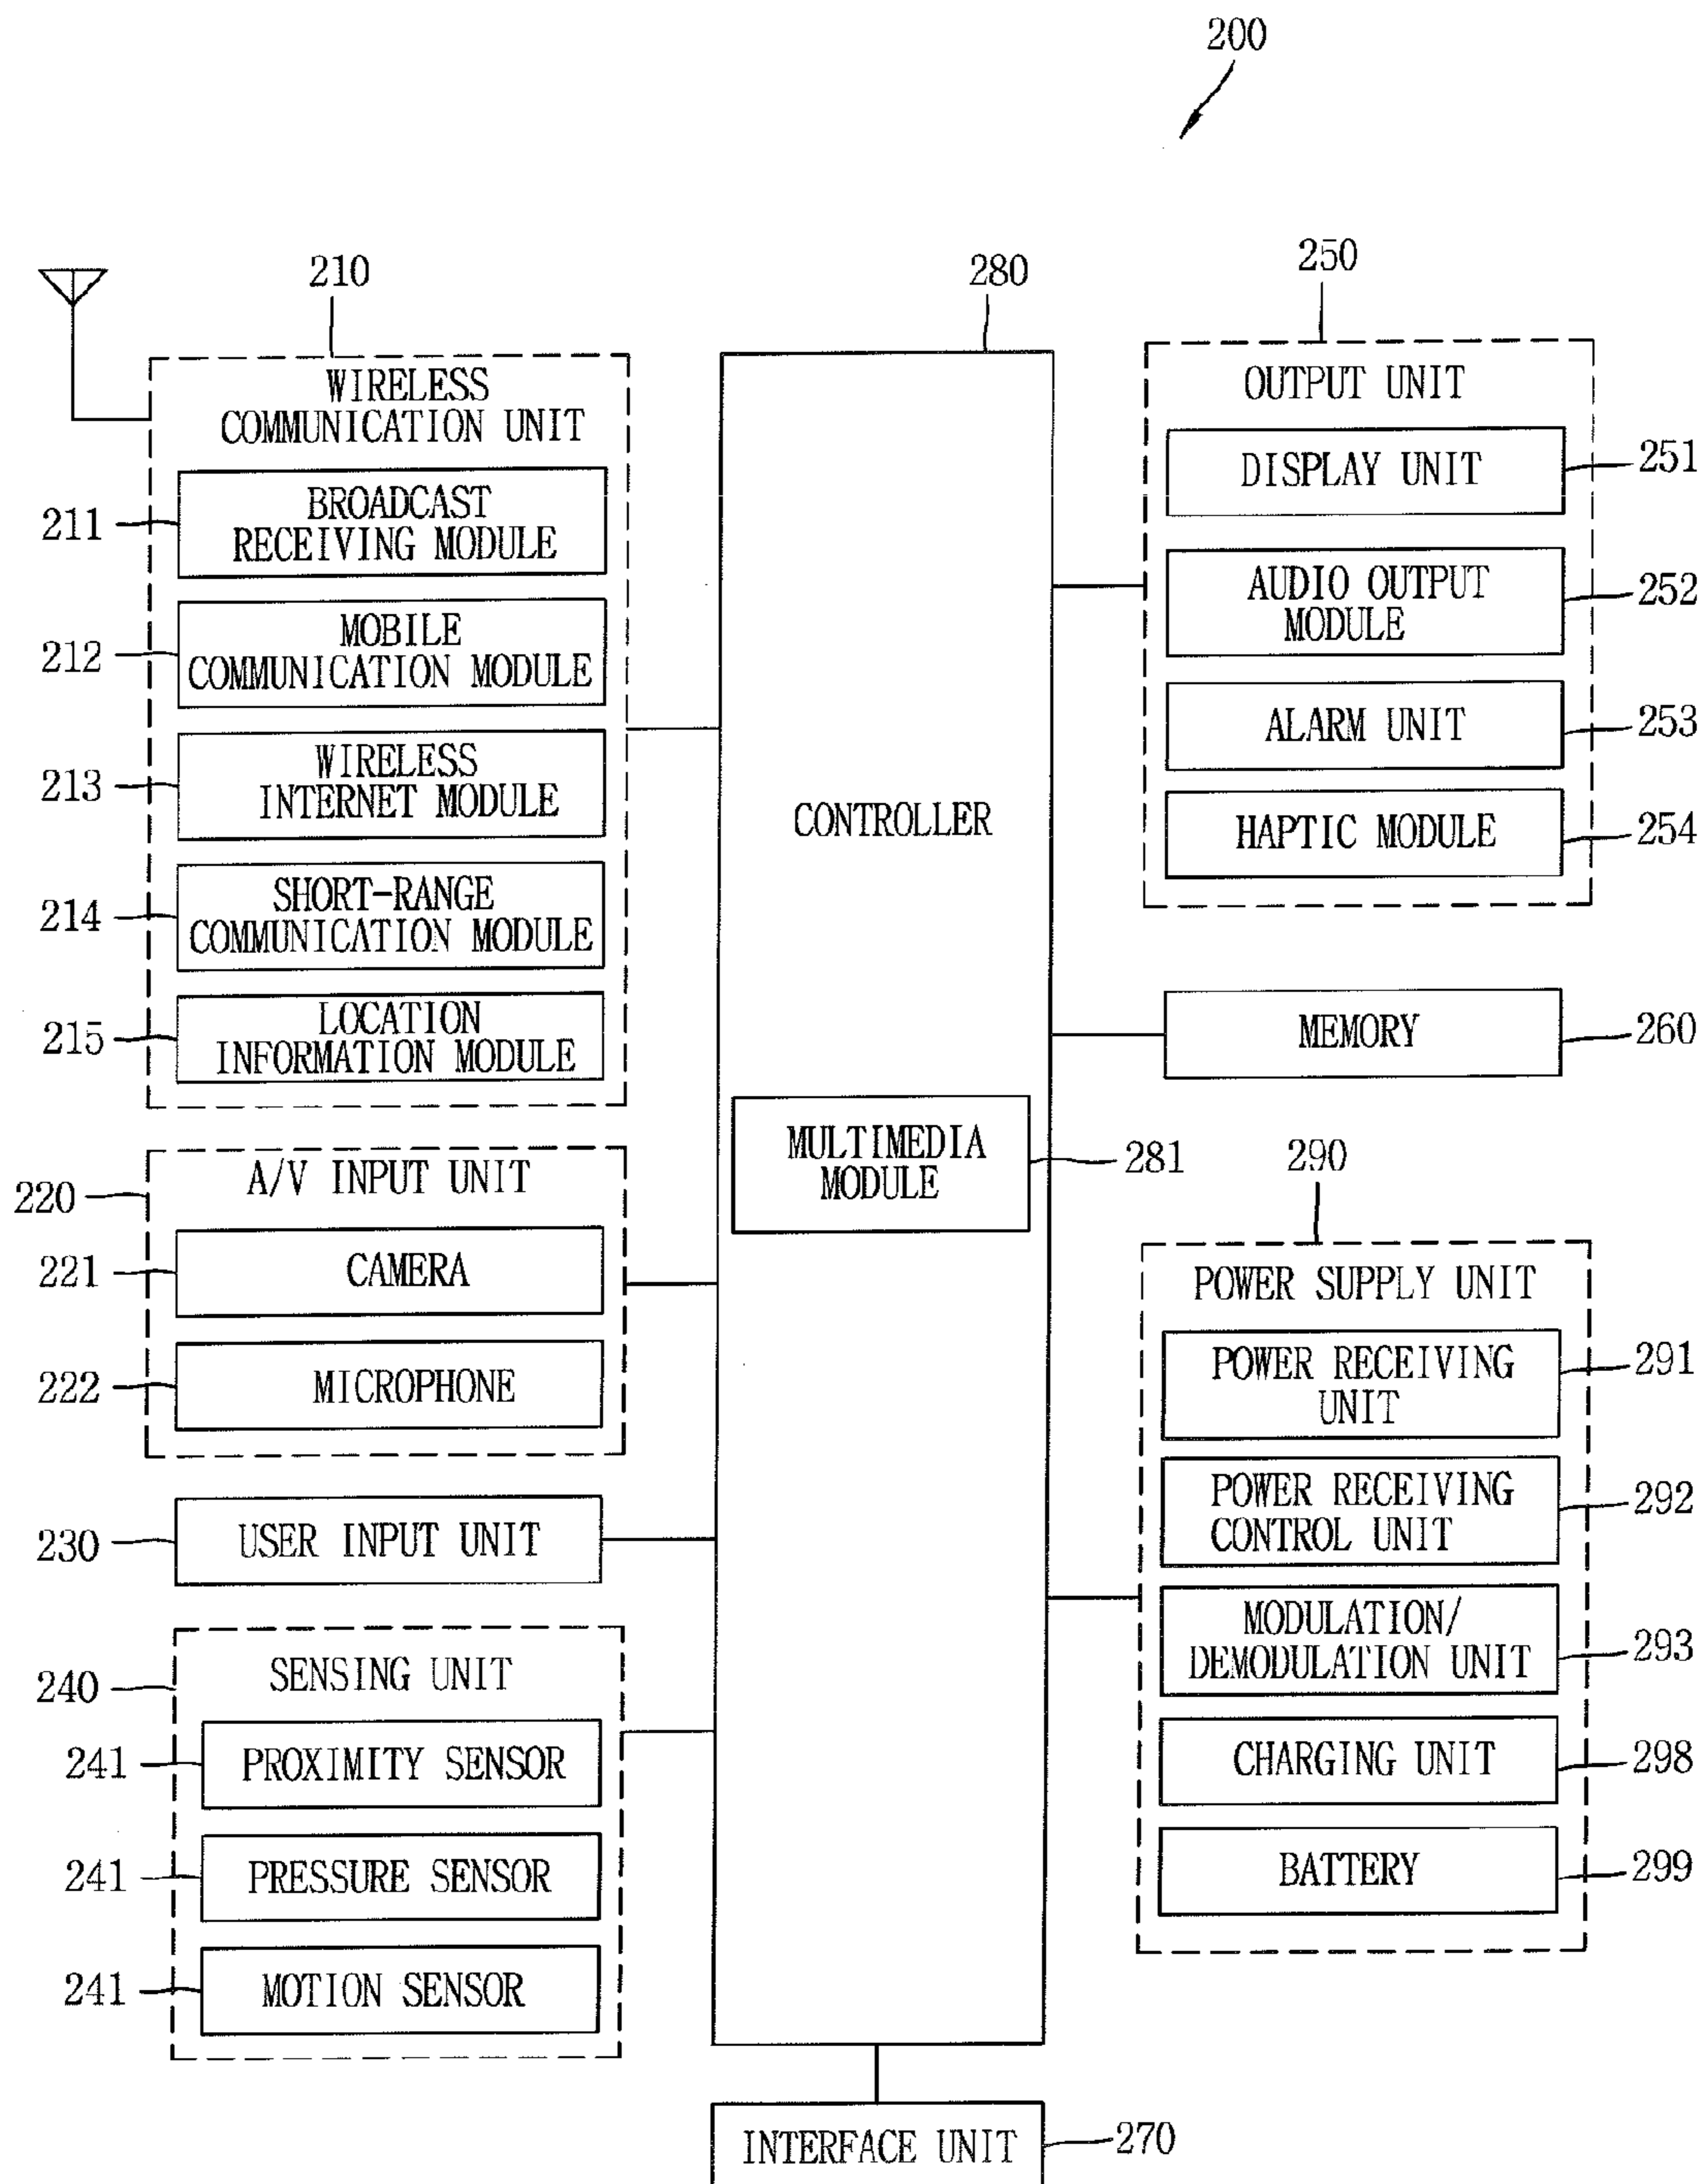 200
210
WIRELESS
COMMUNICATION UNIT
211
BROADCAST
RECEIVING MODULE
212
MOBILE
COMMUNICATION MODULE
213
WIRELESS
INTERNET MODULE
214
SHORT-RANGE
COMMUNICATION MODULE
215
LOCATION
INFORMATION MODULE
220
A/V INPUT UNIT
221
CAMERA
222
MICROPHONE
230
USER INPUT UNIT
240
SENSING UNIT
241
PROXIMITY SENSOR
241
PRESSURE SENSOR
241
MOTION SENSOR
280
CONTROLLER
MULTIMEDIA
MODULE
281
INTERFACE UNIT
270
250
OUTPUT UNIT
DISPLAY UNIT
251
AUDIO OUTPUT
MODULE
252
ALARM UNIT
253
HAPTIC MODULE
254
MEMORY
260
290
POWER SUPPLY UNIT
POWER RECEIVING
UNIT
291
POWER RECEIVING
CONTROL UNIT
292
MODULATION/
DEMODULATION UNIT
293
CHARGING UNIT
298
BATTERY
299